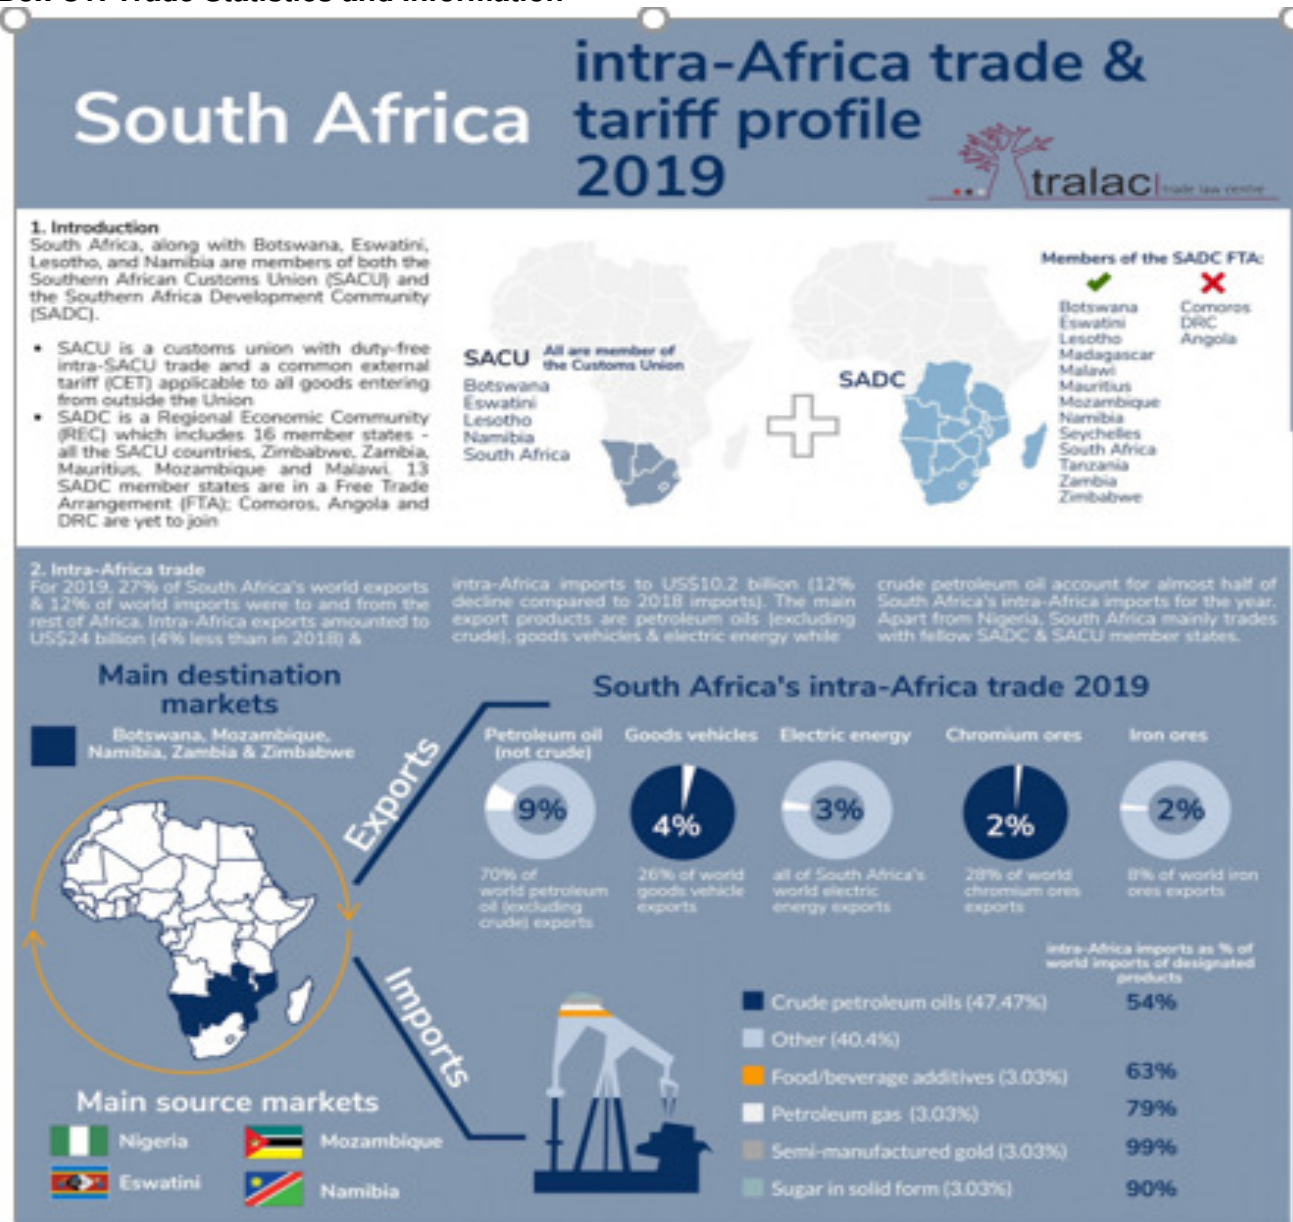 South Africa
intra-Africa trade &
tariff profile
2019
tralac
trade law centre
1. Introduction
South Africa, along with Botswana, Eswatini,
Lesotho, and Namibia are members of both the
Southern African Customs Union (SACU) and
the Southern Africa Development Community
(SADC).
• SACU is a customs union with duty-free
intra-SACU trade and a common external
tariff (CET) applicable to all goods entering
from outside the Union
• SADC is a Regional Economic Community
(REC) which includes 16 member states -
all the SACU countries, Zimbabwe, Zambia,
Mauritius, Mozambique and Malawi. 13
SADC member states are in a Free Trade
Arrangement (FTA); Comoros, Angola and
DRC are yet to join
SACU
All are member of
the Customs Union
Botswana
Eswatini
Lesotho
Namibia
South Africa
SADC
Members of the SADC FTA:
Botswana
Eswatini
Lesotho
Madagascar
Malawi
Mauritius
Mozambique
Namibia
Seychelles
South Africa
Tanzania
Zambia
Zimbabwe
Comoros
DRC
Angola
2. Intra-Africa trade
For 2019, 27% of South Africa's world exports
& 12% of world imports were to and from the
rest of Africa. Intra-Africa exports amounted to
US$24 billion (4% less than in 2018) &
intra-Africa imports to US$10.2 billion (12%
decline compared to 2018 imports). The main
export products are petroleum oils (excluding
crude), goods vehicles & electric energy while
crude petroleum oil account for almost half of
South Africa's intra-Africa imports for the year.
Apart from Nigeria, South Africa mainly trades
with fellow SADC & SACU member states.
Main destination
markets
Botswana, Mozambique,
Namibia, Zambia & Zimbabwe
Exports
Imports
South Africa's intra-Africa trade 2019
Petroleum oil
(not crude)
9%
70% of
world petroleum
oil (excluding
crude) exports
Goods vehicles
4%
26% of world
goods vehicle
exports
Electric energy
3%
all of South Africa's
world electric
energy exports
Chromium ores
2%
28% of world
chromium ores
exports
Iron ores
2%
8% of world iron
ores exports
intra-Africa imports as % of
world imports of designated
products
Crude petroleum oils (47.47%) 54%
Other (40.4%)
Food/beverage additives (3.03%) 63%
Petroleum gas (3.03%) 79%
Semi-manufactured gold (3.03%) 99%
Sugar in solid form (3.03%) 90%
Main source markets
Nigeria
Mozambique
Eswatini
Namibia